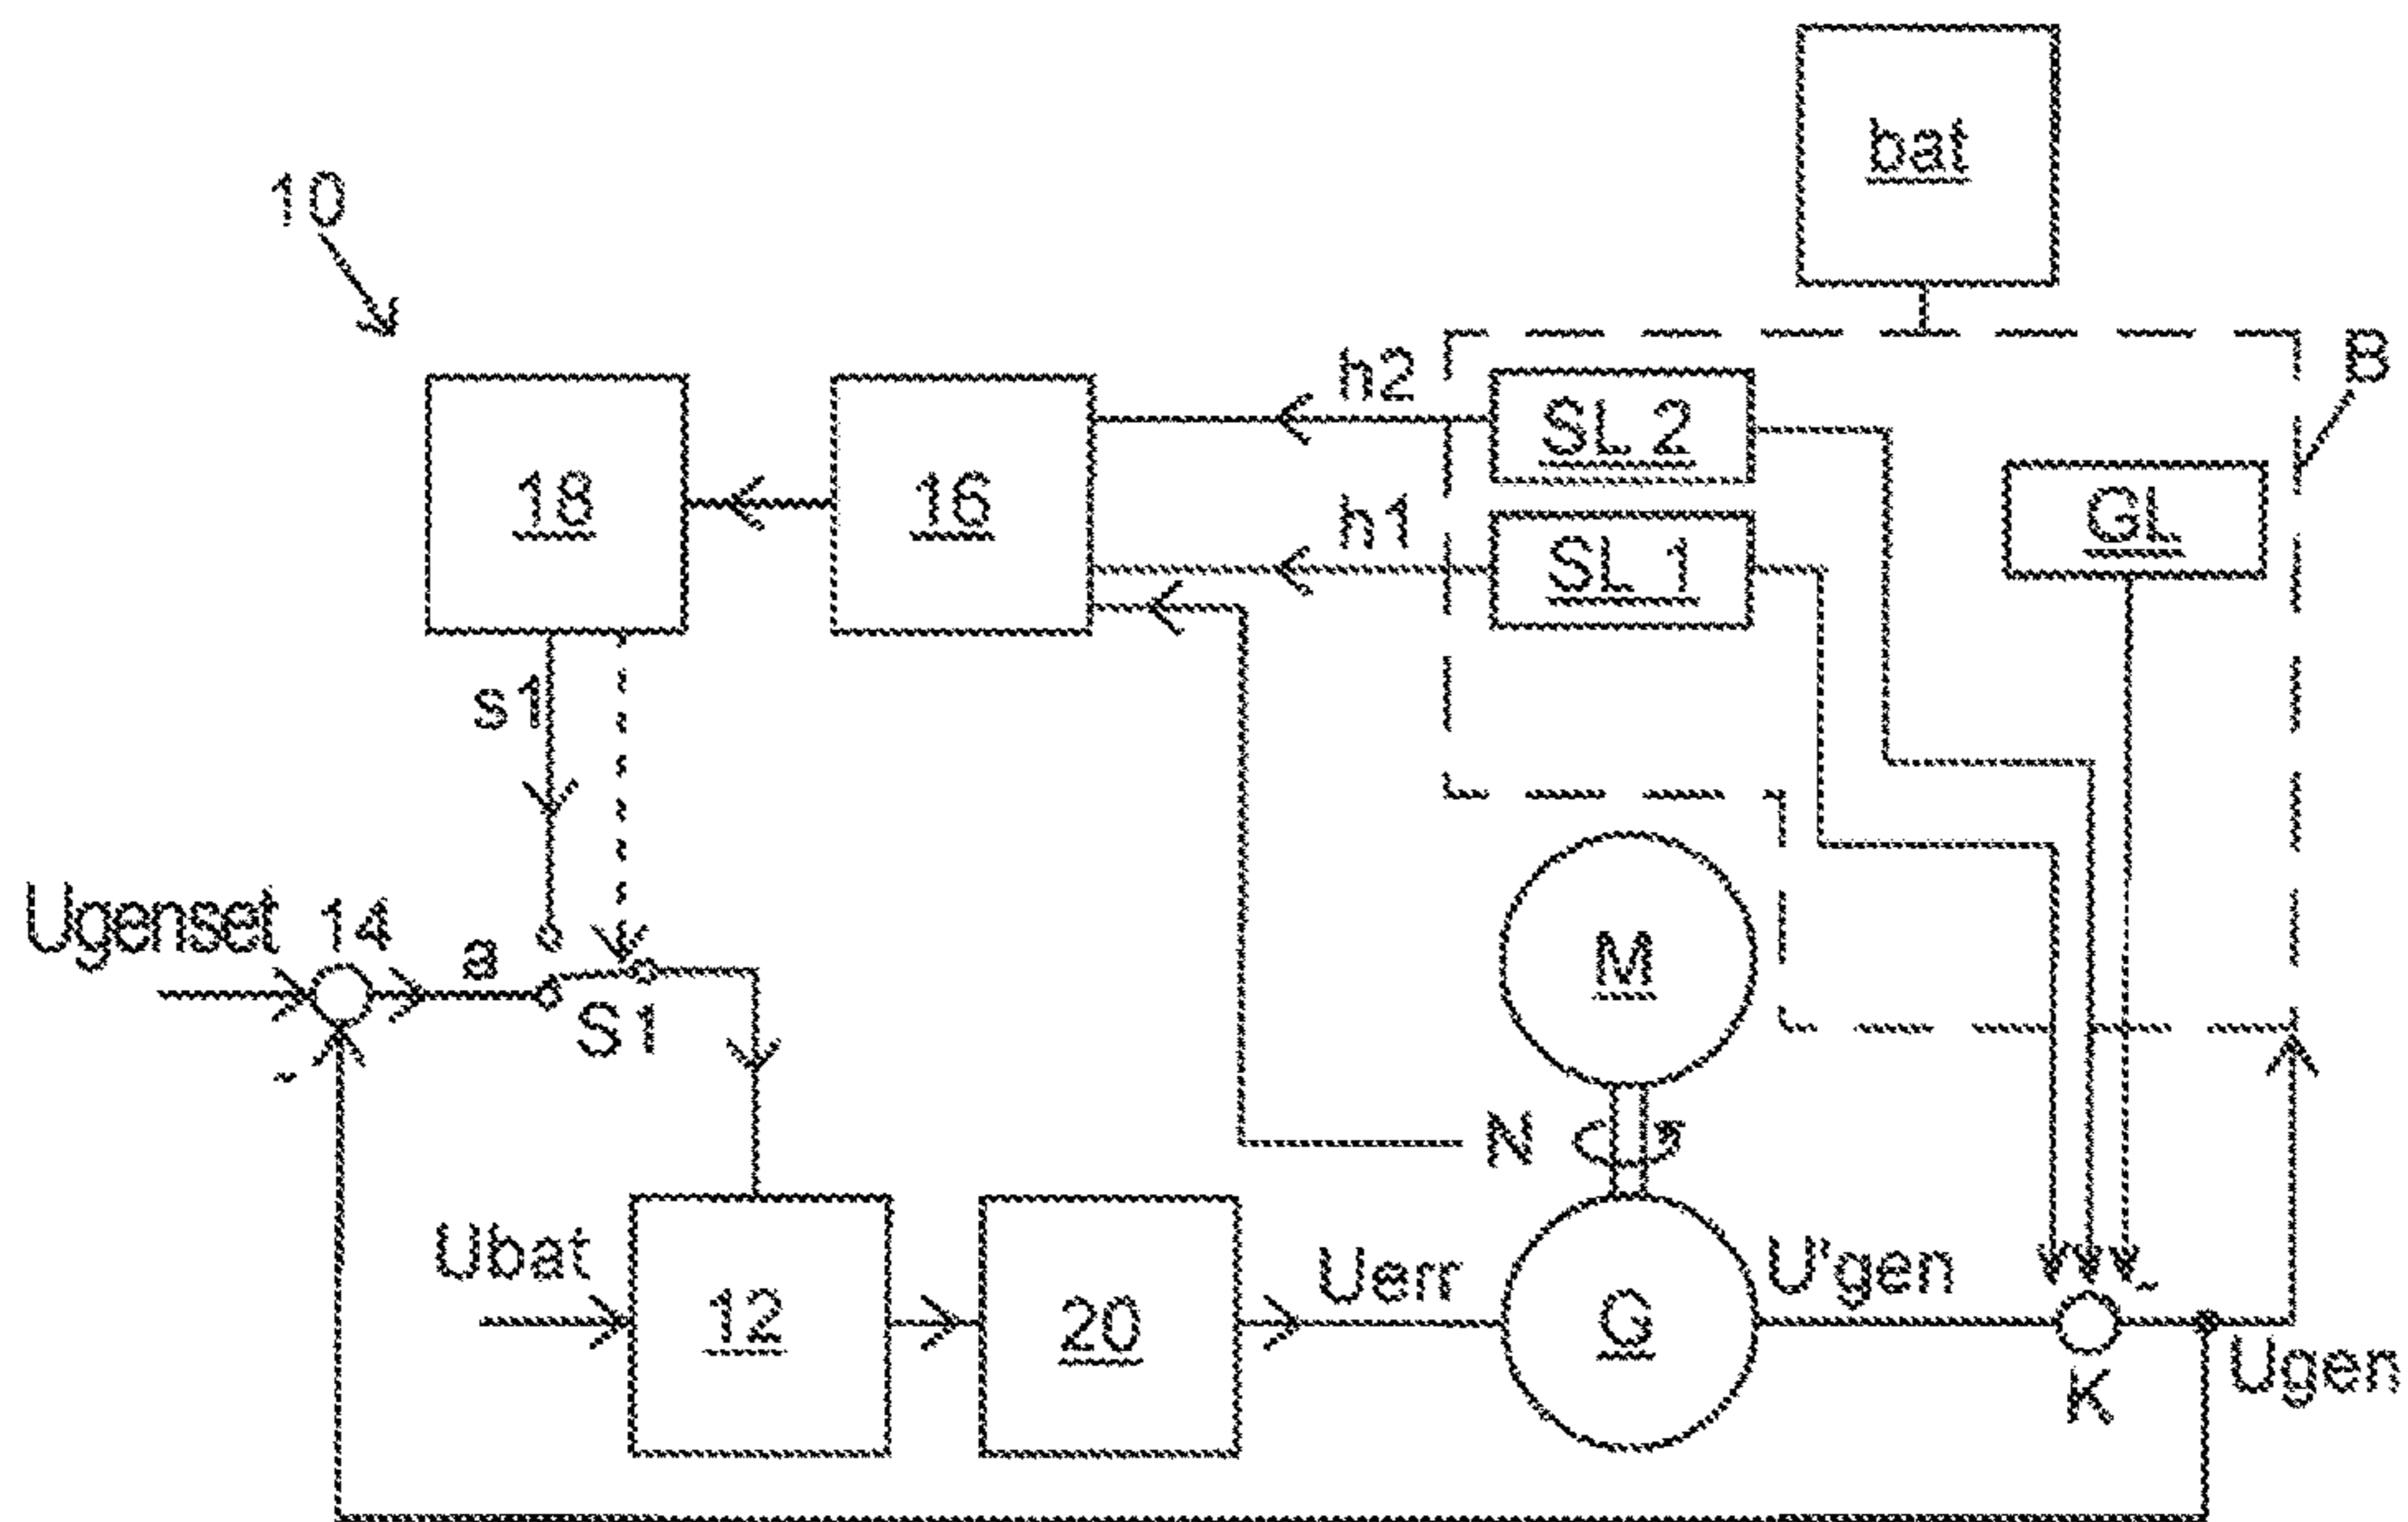 bat
10
B
h2
SL 2
18
16
GL
h1
SL 1
s1
Ugenset
14
a
M
S1
-
N
Ubat
Uerr
U'gen
-
12
20
G
K
Ugen